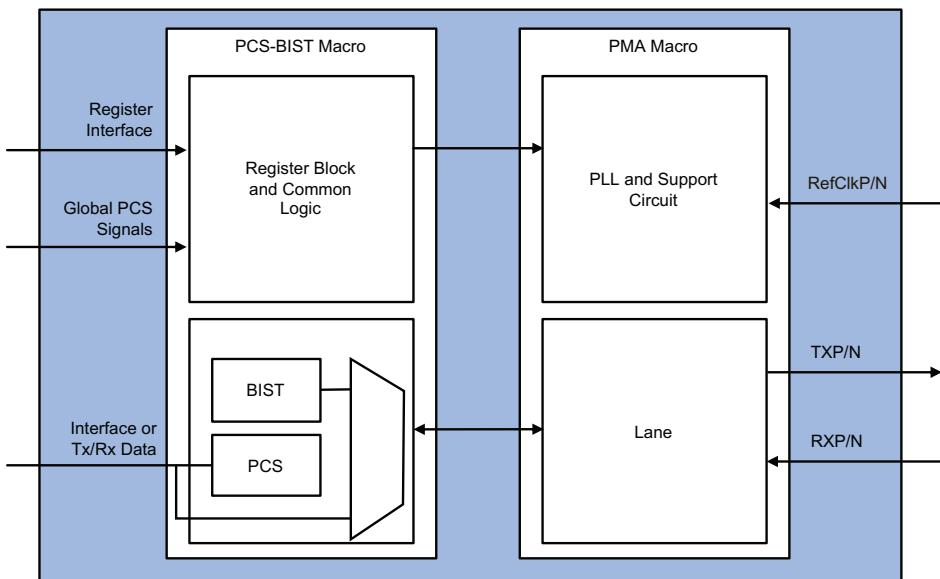 PCS-BIST Macro
PMA Macro
Register
Interface
Global PCS
Signals
Register Block
and Common
Logic
PLL and Support
Circuit
RefClkP/N
BIST
PCS
Interface or
Tx/Rx Data
Lane
TXP/N
RXP/N